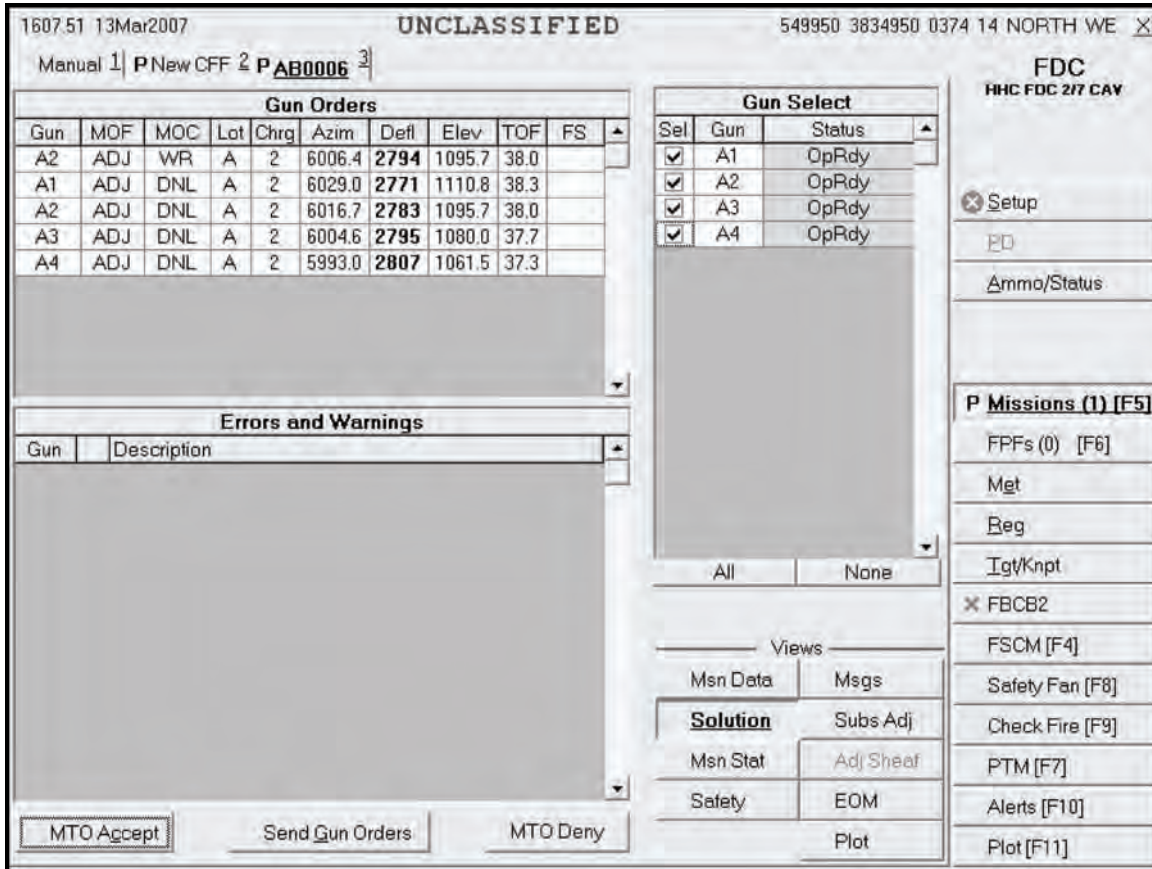 1607.51 13Mar2007 UNCLASSIFIED 549950 3834950 0374 14 NORTH WE X
Manual 1 P New CFF 2 P AB0006 3
FDC
HHC FDC 2/7 CAV
Gun Orders
Gun MOF MOC Lot Chrg Azim Defl Elev TOF FS
A2 ADJ WR A 2 6006.4 2794 1095.7 38.0
A1 ADJ DNL A 2 6029.0 2771 1110.8 38.3
A2 ADJ DNL A 2 6016.7 2783 1095.7 38.0
A3 ADJ DNL A 2 6004.6 2795 1080.0 37.7
A4 ADJ DNL A 2 5993.0 2807 1061.5 37.3
Errors and Warnings
Gun Description
MTO Accept Send Gun Orders MTO Deny
Gun Select
Sel Gun Status
A1 OpRdy
A2 OpRdy
A3 OpRdy
A4 OpRdy
All None
Views
Msn Data Msgs
Solution Subs Adj
Msn Stat Adj Sheaf
Safety EOM
Plot
Setup
PD
Ammo/Status
P Missions (1) [F5]
FPFs (0) [F6]
Met
Reg
Tgt/Knpt
FBCB2
FSCM [F4]
Safety Fan [F8]
Check Fire [F9]
PTM [F7]
Alerts [F10]
Plot [F11]